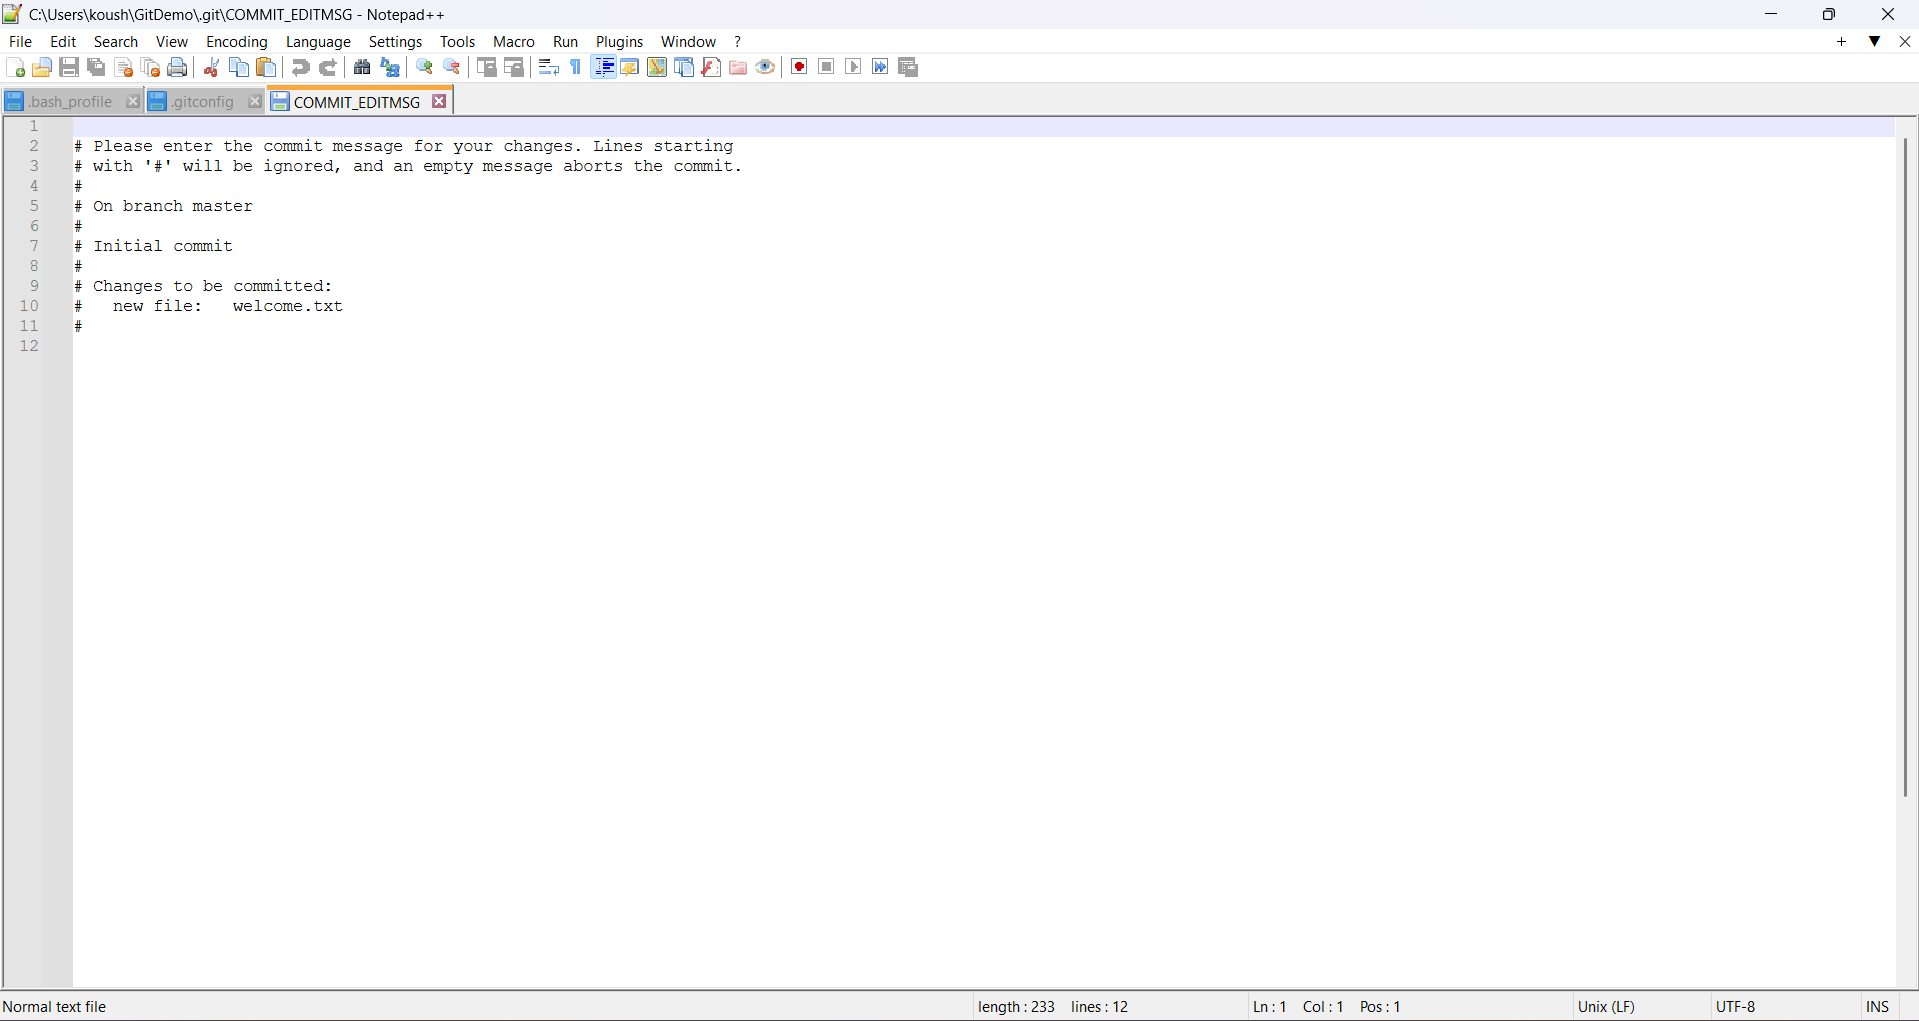 C:\Users\koush\GitDemo\.git\COMMIT_EDITMSG - Notepad++
File Edit Search View Encoding Language Settings Tools Macro Run Plugins Window ?
.bash_profile .gitconfig COMMIT_EDITMSG
1
2 # Please enter the commit message for your changes. Lines starting
3 # with '#' will be ignored, and an empty message aborts the commit.
4 #
5 # On branch master
6 #
7 # Initial commit
8 #
9 # Changes to be committed:
10 #   new file:   welcome.txt
11 #
12
Normal text file length : 233 lines : 12 Ln : 1 Col : 1 Pos : 1 Unix (LF) UTF-8 INS